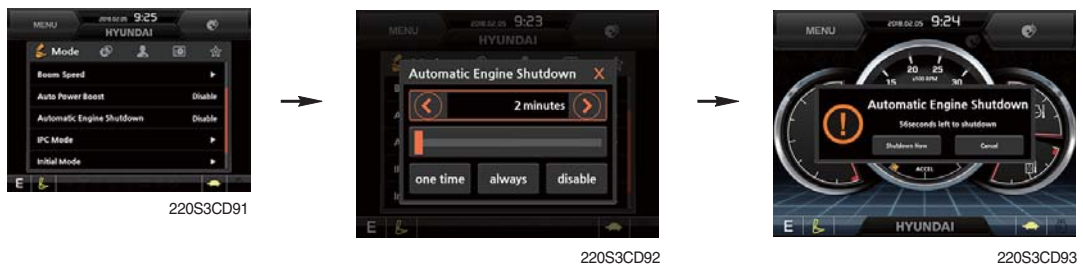 MENU
2018.02.05 9:25
HYUNDAI
Mode
Boom Speed
Auto Power Boost Disable
Automatic Engine Shutdown Disable
IPC Mode
Initial Mode
E
220S3CD91
MENU
2018.02.05 9:23
HYUNDAI
Automatic Engine Shutdown X
2 minutes
one time always disable
E
220S3CD92
MENU
2018.02.05 9:24
15 20 25 30
x100 RPM
Automatic Engine Shutdown
56seconds left to shutdown
Shutdown Now Cancel
ACCEL
E HYUNDAI
220S3CD93